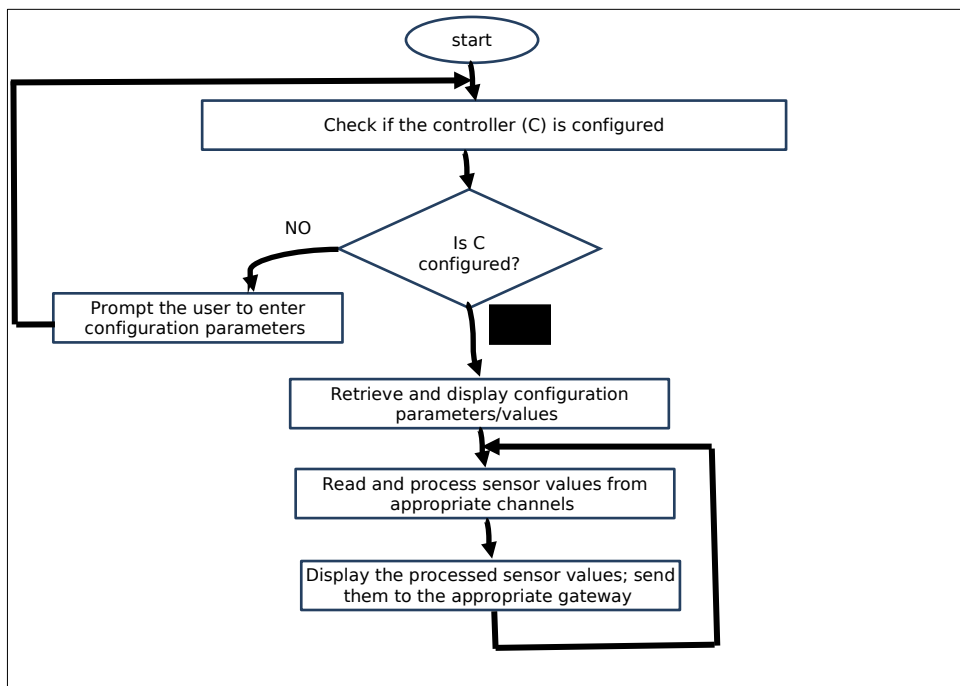 start
Check if the controller (C) is configured
NO
Is C
configured?
Prompt the user to enter
configuration parameters
Retrieve and display configuration
parameters/values
Read and process sensor values from
appropriate channels
Display the processed sensor values; send
them to the appropriate gateway